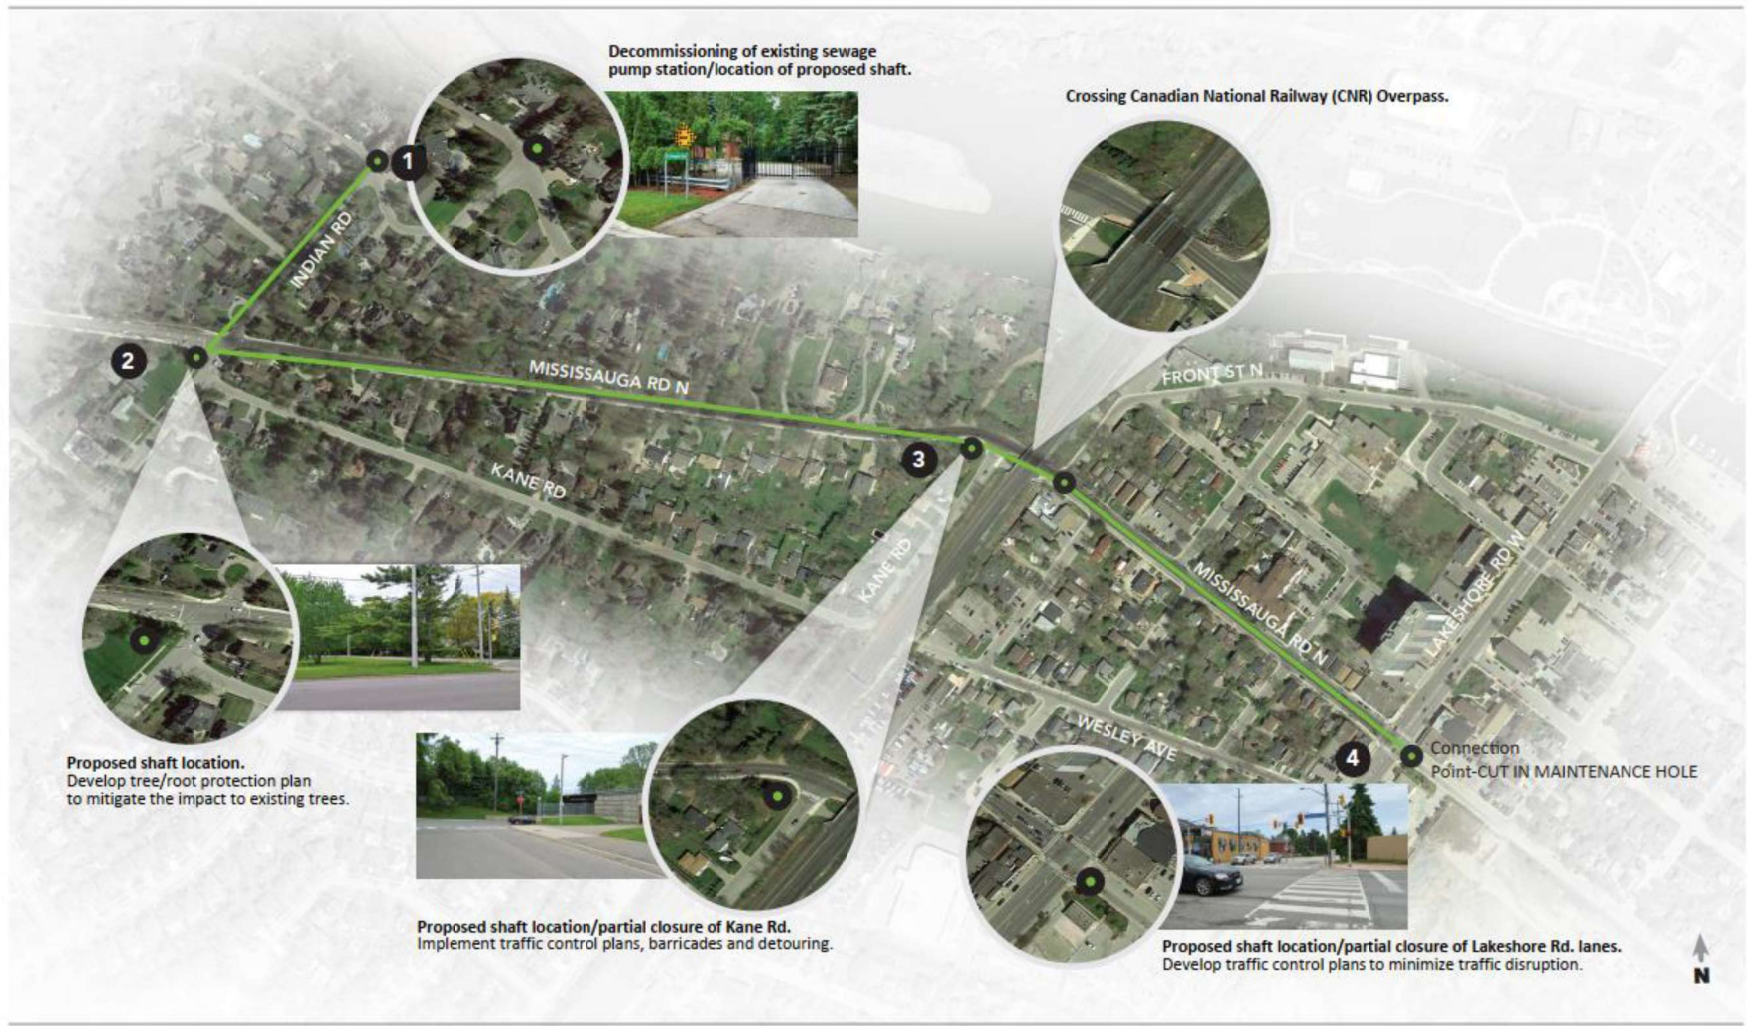 Decommissioning of existing sewage
pump station/location of proposed shaft.
Crossing Canadian National Railway (CNR) Overpass.
1
INDIAN RD
2
MISSISSAUGA RD N
FRONT ST N
3
KANE RD
KANE RD
MISSISSAUGA RD N
LAKESHORE RD W
WESLEY AVE
4
Connection
Point-CUT IN MAINTENANCE HOLE
Proposed shaft location.
Develop tree/root protection plan
to mitigate the impact to existing trees.
Proposed shaft location/partial closure of Kane Rd.
Implement traffic control plans, barricades and detouring.
Proposed shaft location/partial closure of Lakeshore Rd. lanes.
Develop traffic control plans to minimize traffic disruption.
N